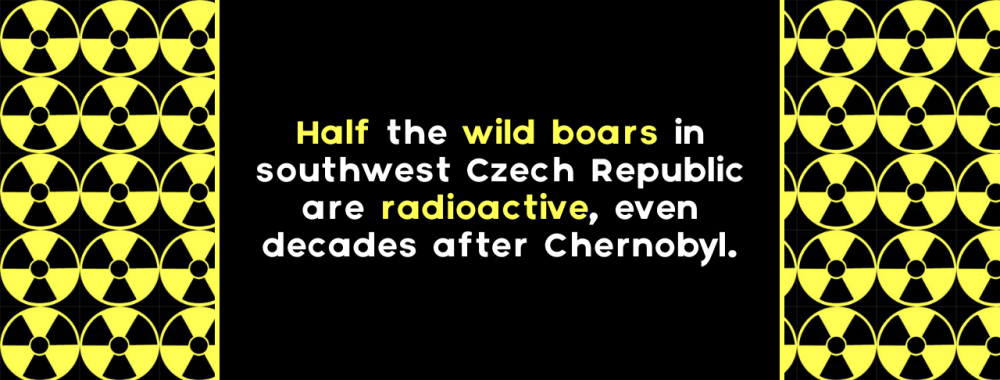 Half the wild boars in
southwest Czech Republic
are radioactive, even
decades after Chernobyl.